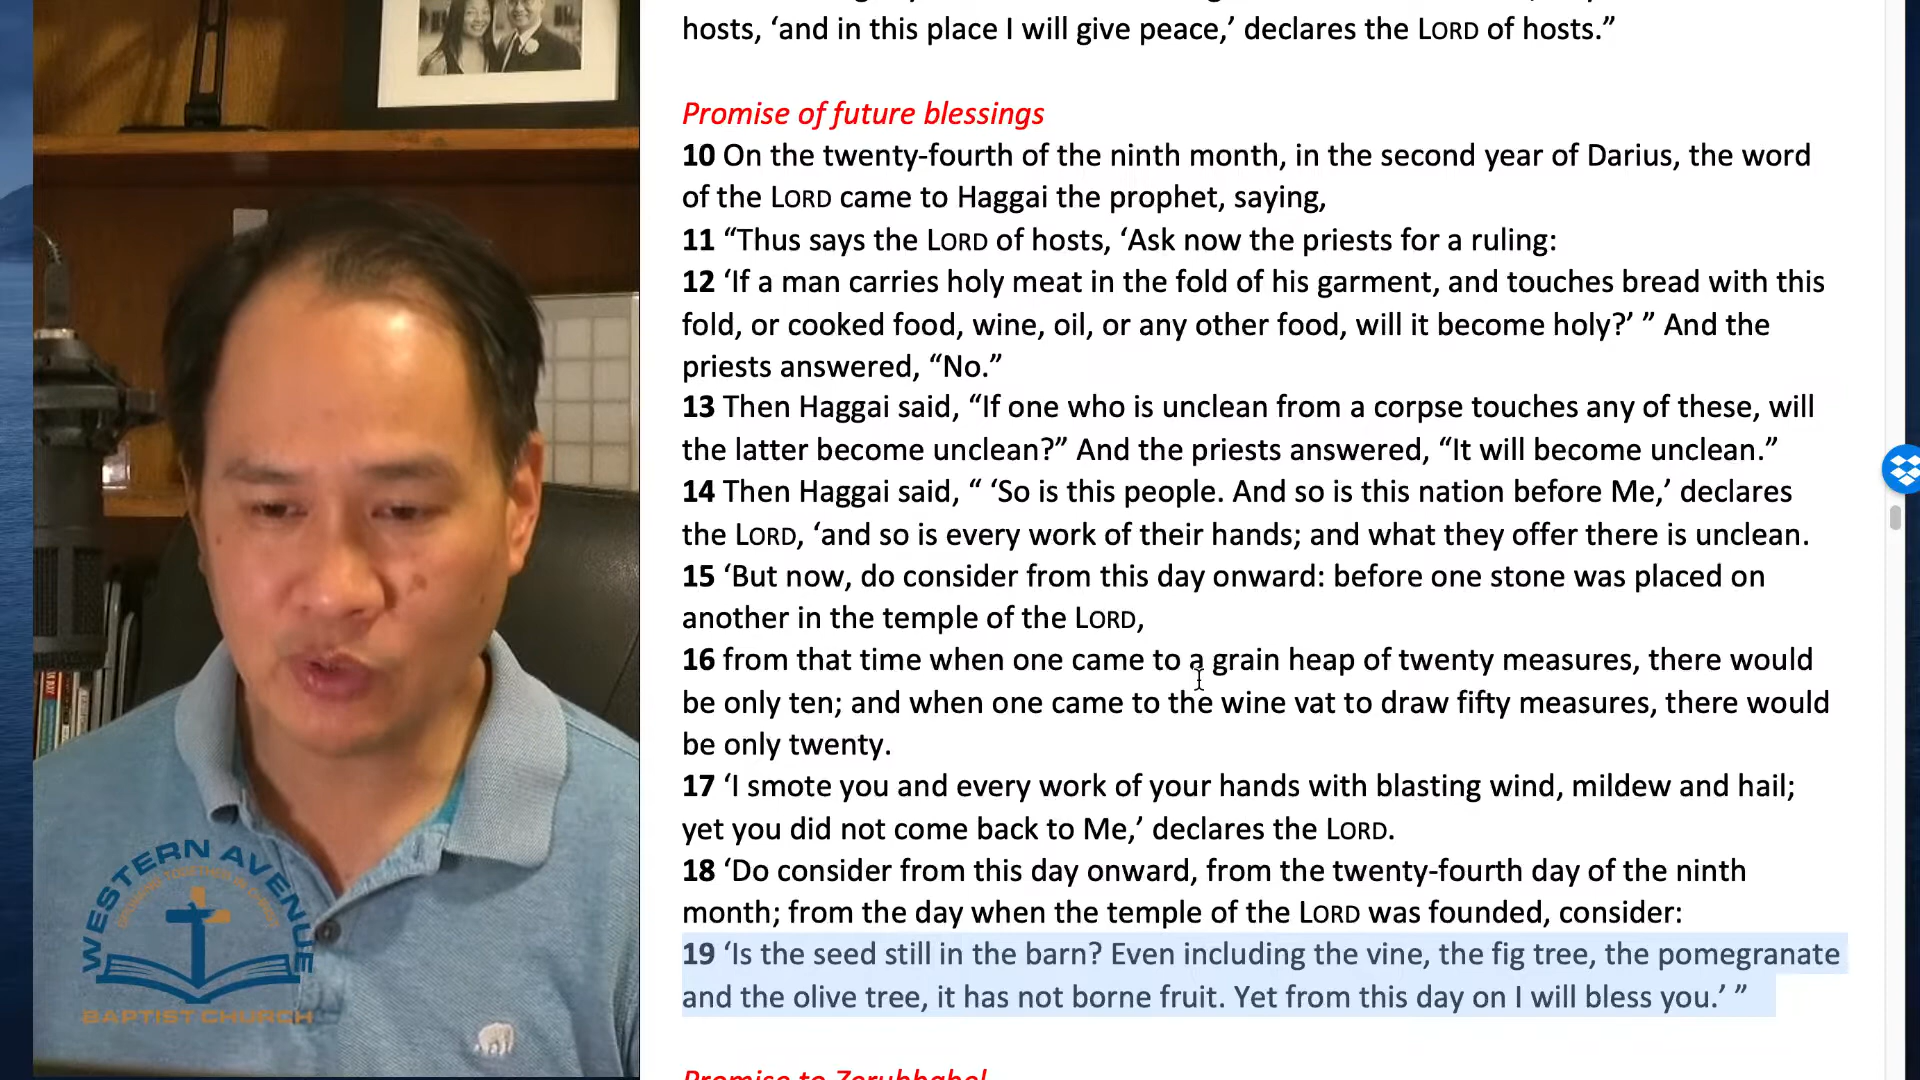 hosts, ‘and in this place I will give peace,’ declares the LORD of hosts.”
Promise of future blessings
10 On the twenty-fourth of the ninth month, in the second year of Darius, the word
of the LORD came to Haggai the prophet, saying,
11 “Thus says the LORD of hosts, ‘Ask now the priests for a ruling:
12 ‘If a man carries holy meat in the fold of his garment, and touches bread with this
fold, or cooked food, wine, oil, or any other food, will it become holy?’ ” And the
priests answered, “No.”
13 Then Haggai said, “If one who is unclean from a corpse touches any of these, will
the latter become unclean?” And the priests answered, “It will become unclean.”
14 Then Haggai said, “ ‘So is this people. And so is this nation before Me,’ declares
the LORD, ‘and so is every work of their hands; and what they offer there is unclean.
15 ‘But now, do consider from this day onward: before one stone was placed on
another in the temple of the LORD,
16 from that time when one came to a grain heap of twenty measures, there would
be only ten; and when one came to the wine vat to draw fifty measures, there would
be only twenty.
17 ‘I smote you and every work of your hands with blasting wind, mildew and hail;
yet you did not come back to Me,’ declares the LORD.
18 ‘Do consider from this day onward, from the twenty-fourth day of the ninth
month; from the day when the temple of the LORD was founded, consider:
19 ‘Is the seed still in the barn? Even including the vine, the fig tree, the pomegranate
and the olive tree, it has not borne fruit. Yet from this day on I will bless you.’ ”
Promise to Zerubbabel
WESTERN AVENUE
BAPTIST CHURCH